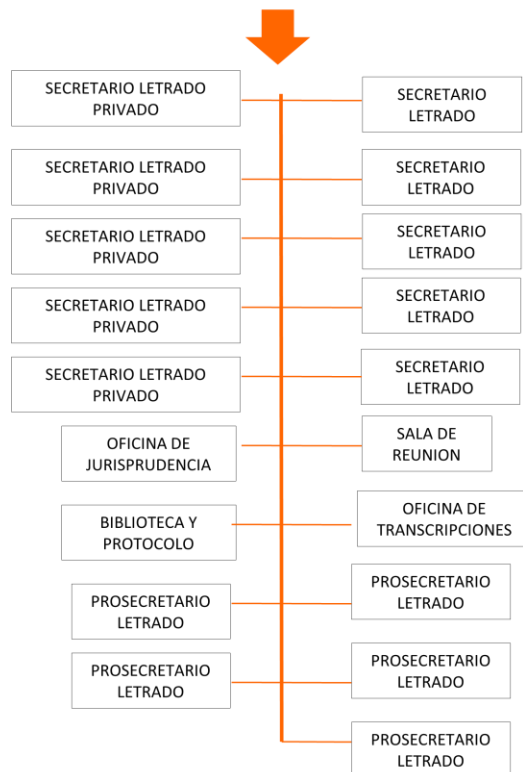 SECRETARIO LETRADO
PRIVADO
SECRETARIO
LETRADO
SECRETARIO LETRADO
PRIVADO
SECRETARIO
LETRADO
SECRETARIO LETRADO
PRIVADO
SECRETARIO
LETRADO
SECRETARIO LETRADO
PRIVADO
SECRETARIO
LETRADO
SECRETARIO LETRADO
PRIVADO
SECRETARIO
LETRADO
OFICINA DE
JURISPRUDENCIA
SALA DE
REUNION
BIBLIOTECA Y
PROTOCOLO
OFICINA DE
TRANSCRIPCIONES
PROSECRETARIO
LETRADO
PROSECRETARIO
LETRADO
PROSECRETARIO
LETRADO
PROSECRETARIO
LETRADO
PROSECRETARIO
LETRADO